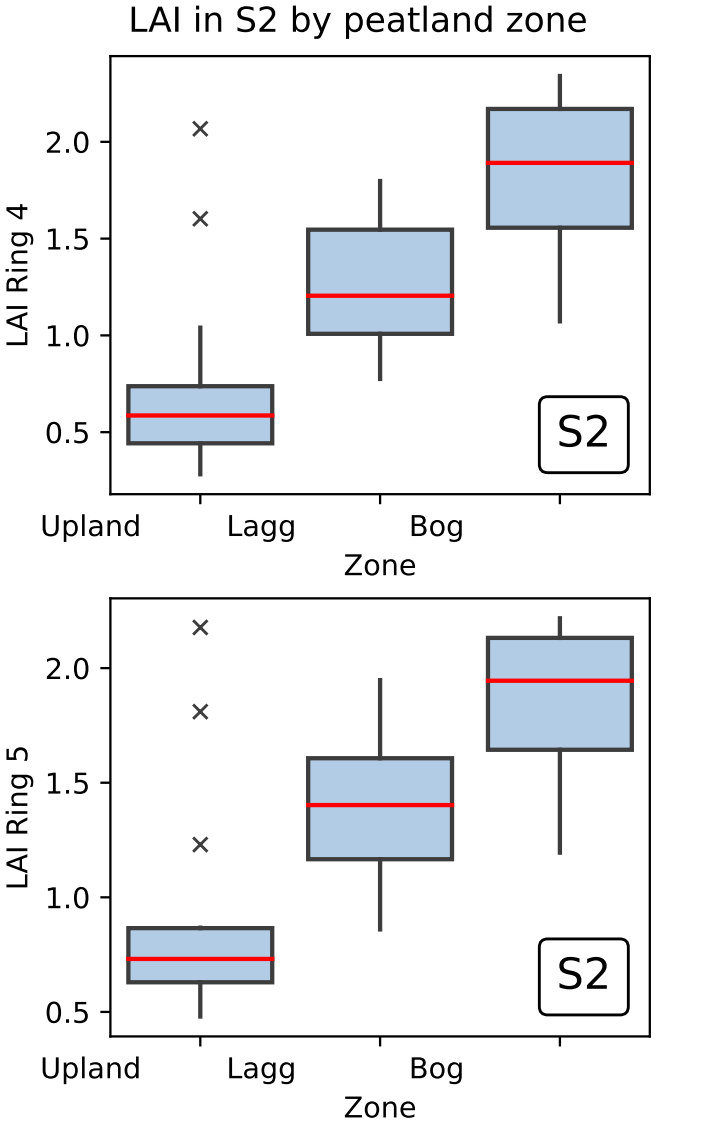 LAI in S2 by peatland zone
LAI Ring 4
2.0
1.5
1.0
0.5
S2
Upland Lagg Bog
Zone
LAI Ring 5
2.0
1.5
1.0
0.5
S2
Upland Lagg Bog
Zone